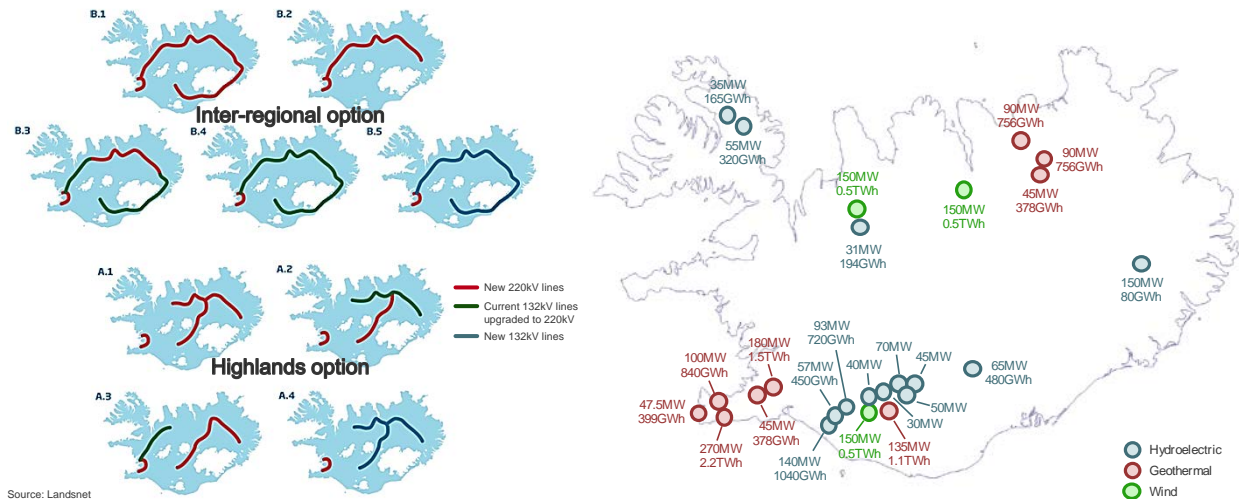 B.1
B.2
Inter-regional option
B.3
B.4
B.5
A.1
A.2
New 220kV lines
Current 132kV lines
upgraded to 220kV
New 132kV lines
Highlands option
A.3
A.4
Source: Landsnet
35MW
165GWh
55MW
320GWh
90MW
756GWh
90MW
756GWh
45MW
378GWh
150MW
0.5TWh
150MW
0.5TWh
31MW
194GWh
150MW
80GWh
93MW
720GWh
70MW
45MW
180MW
1.5TWh
57MW
450GWh
40MW
65MW
480GWh
100MW
840GWh
47.5MW
399GWh
50MW
30MW
45MW
378GWh
150MW
0.5TWh
135MW
1.1TWh
270MW
2.2TWh
140MW
1040GWh
Hydroelectric
Geothermal
Wind